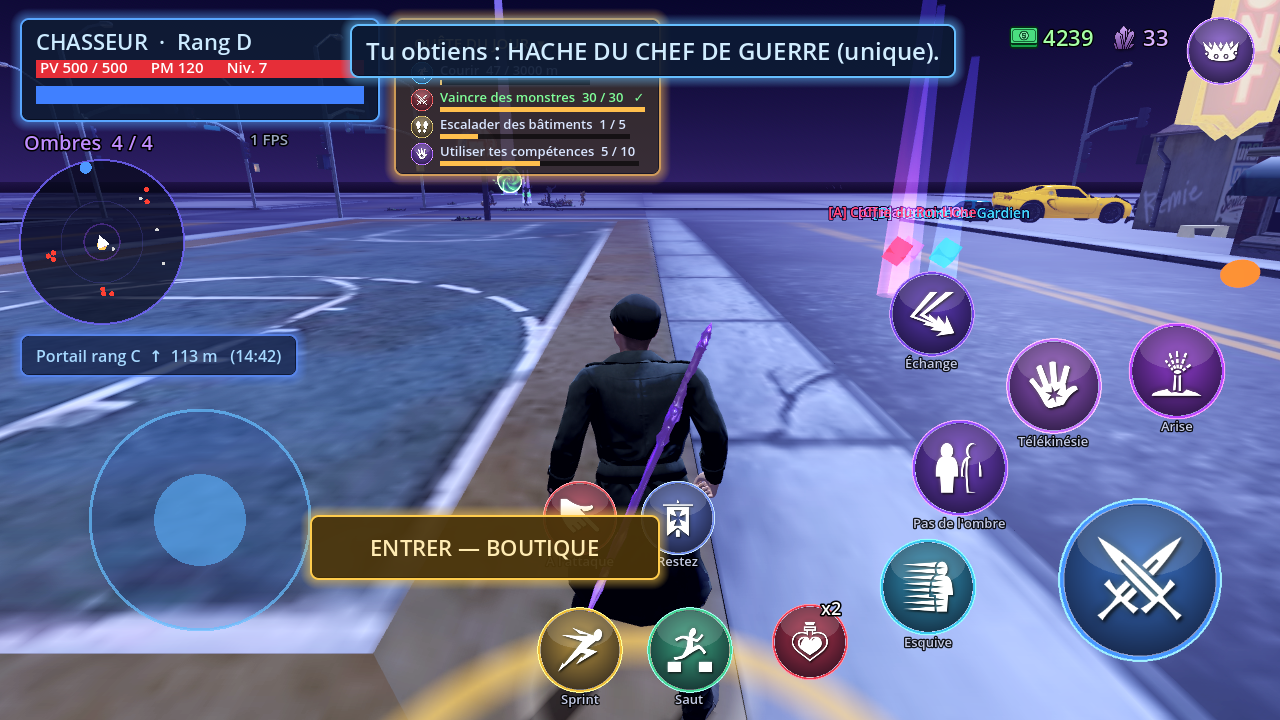 CHASSEUR · Rang D
PV 500 / 500 PM 120 Niv. 7
Tu obtiens : HACHE DU CHEF DE GUERRE (unique).
4239
33
Courir 47 / 3000 m
Vaincre des monstres 30 / 30 ✓
Escalader des bâtiments 1 / 5
Utiliser tes compétences 5 / 10
Ombres 4 / 4
1 FPS
Gardien
Portail rang C ↑ 113 m (14:42)
Échange
Télékinésie
Arise
Pas de l'ombre
ENTRER — BOUTIQUE
Restez
x2
Esquive
Sprint
Saut